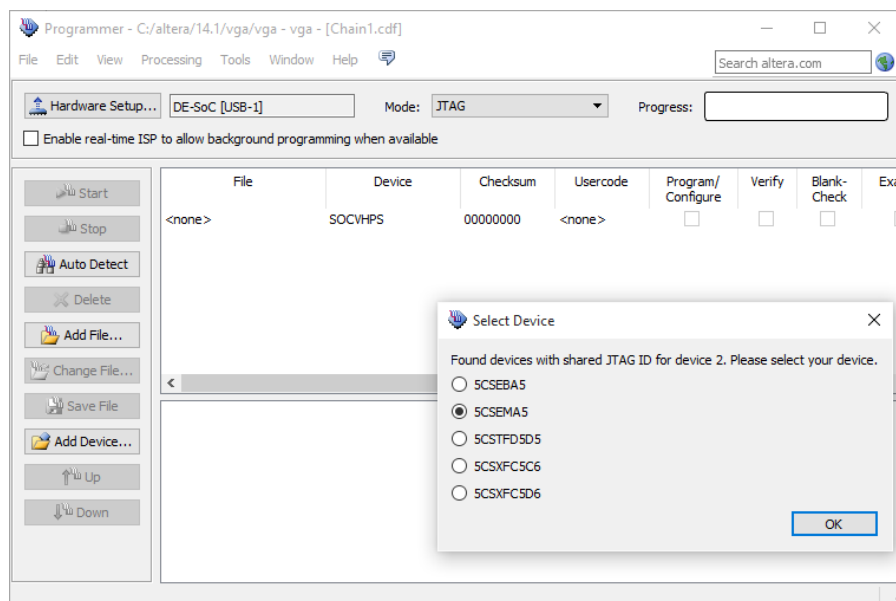 Programmer - C:/altera/14.1/vga/vga - vga - [Chain1.cdf]
File Edit View Processing Tools Window Help
Search altera.com
Hardware Setup... DE-SoC [USB-1] Mode: JTAG Progress:
Enable real-time ISP to allow background programming when available
Start
Stop
Auto Detect
Delete
Add File...
Change File...
Save File
Add Device...
Up
Down
File Device Checksum Usercode Program/ Verify Blank- Exa
Configure Check
<none> SOCVHPS 00000000 <none>
Select Device
Found devices with shared JTAG ID for device 2. Please select your device.
5CSEBA5
5CSEMA5
5CSTFD5D5
5CSXFC5C6
5CSXFC5D6
OK